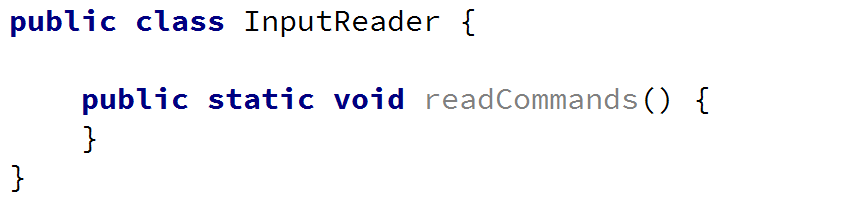 public class InputReader {
public static void readCommands() {
}
}